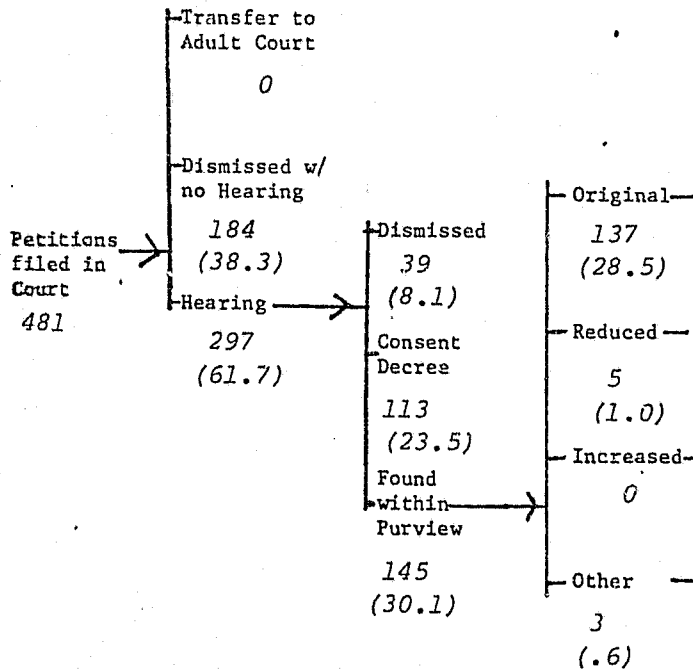 Transfer to
Adult Court
0
Dismissed w/
no Hearing
184
(38.3)
Petitions
filed in
Court
481
Hearing
297
(61.7)
Dismissed
39
(8.1)
Consent
Decree
113
(23.5)
Found
within
Purview
145
(30.1)
Original
137
(28.5)
Reduced
5
(1.0)
Increased
0
Other
3
(.6)